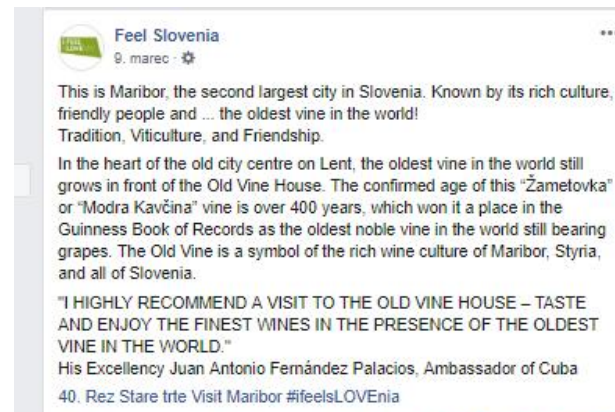 Feel Slovenia
9. marec ·
This is Maribor, the second largest city in Slovenia. Known by its rich culture,
friendly people and ... the oldest vine in the world!
Tradition, Viticulture, and Friendship.
In the heart of the old city centre on Lent, the oldest vine in the world still
grows in front of the Old Vine House. The confirmed age of this “Žametovka”
or “Modra Kavčina” vine is over 400 years, which won it a place in the
Guinness Book of Records as the oldest noble vine in the world still bearing
grapes. The Old Vine is a symbol of the rich wine culture of Maribor, Styria,
and all of Slovenia.
"I HIGHLY RECOMMEND A VISIT TO THE OLD VINE HOUSE – TASTE
AND ENJOY THE FINEST WINES IN THE PRESENCE OF THE OLDEST
VINE IN THE WORLD."
His Excellency Juan Antonio Fernández Palacios, Ambassador of Cuba
40. Rez Stare trte Visit Maribor #ifeelsLOVEnia